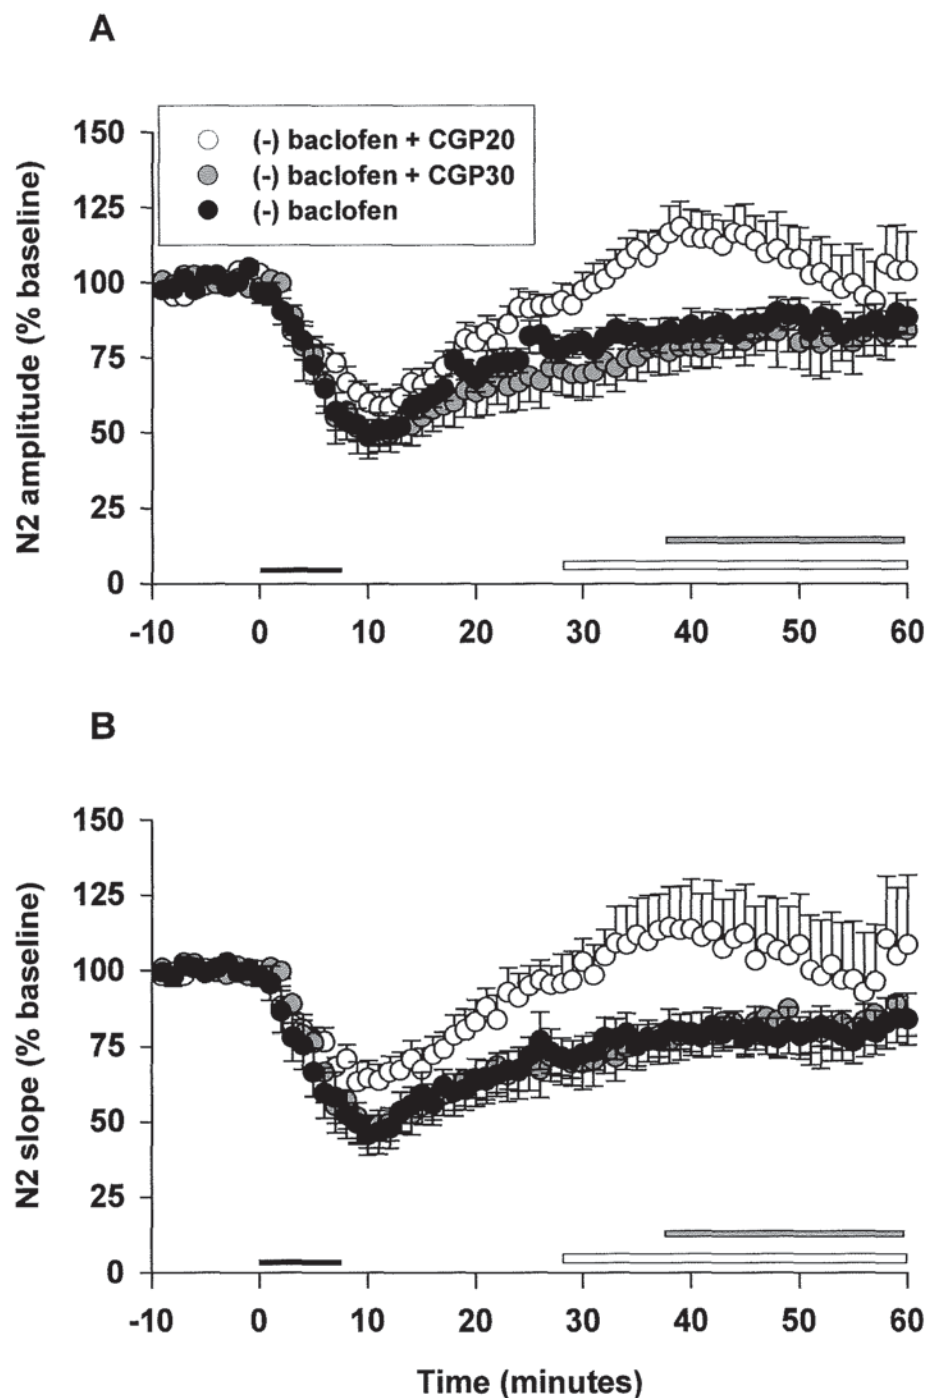 A
150
125
100
75
50
25
0
N2 amplitude (% baseline)
(-) baclofen + CGP20
(-) baclofen + CGP30
(-) baclofen
-10 0 10 20 30 40 50 60
B
150
125
100
75
50
25
0
N2 slope (% baseline)
-10 0 10 20 30 40 50 60
Time (minutes)